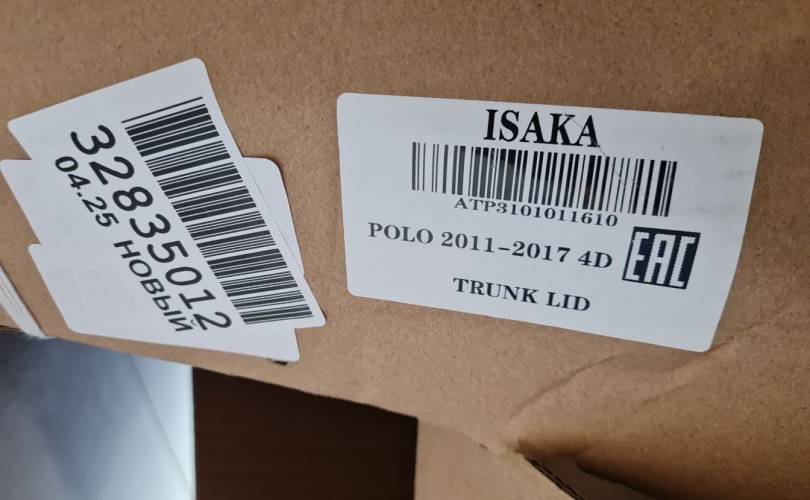 32835012
04.25 НОВЫЙ
ISAKA
ATP3101011610
POLO 2011-2017 4D
EAC
TRUNK LID